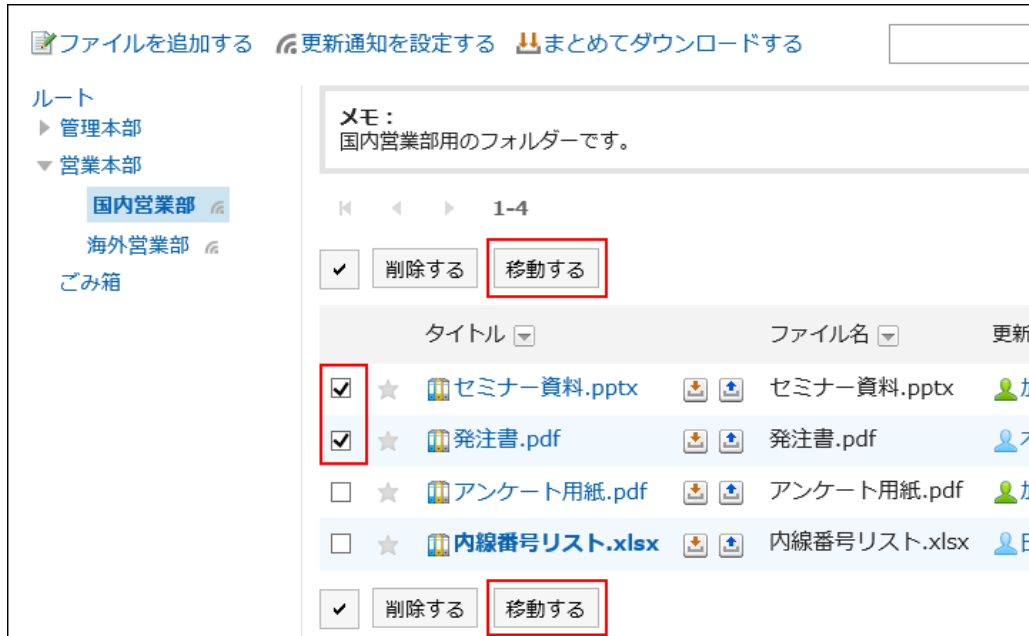 ファイルを追加する 更新通知を設定する まとめてダウンロードする
ルート
管理本部
営業本部
国内営業部
海外営業部
ごみ箱
メモ：
国内営業部用のフォルダーです。
1-4
削除する 移動する
タイトル ファイル名 更新
セミナー資料.pptx セミナー資料.pptx
発注書.pdf 発注書.pdf
アンケート用紙.pdf アンケート用紙.pdf
内線番号リスト.xlsx 内線番号リスト.xlsx
削除する 移動する